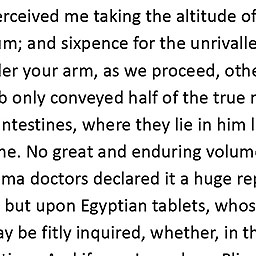 erceived me taking the altitude of
um; and sixpence for the unrivalle
ler your arm, as we proceed, othe
b only conveyed half of the true n
intestines, where they lie in him l
me. No great and enduring volum
ma doctors declared it a huge rep
but upon Egyptian tablets, whos
ay be fitly inquired, whether, in th